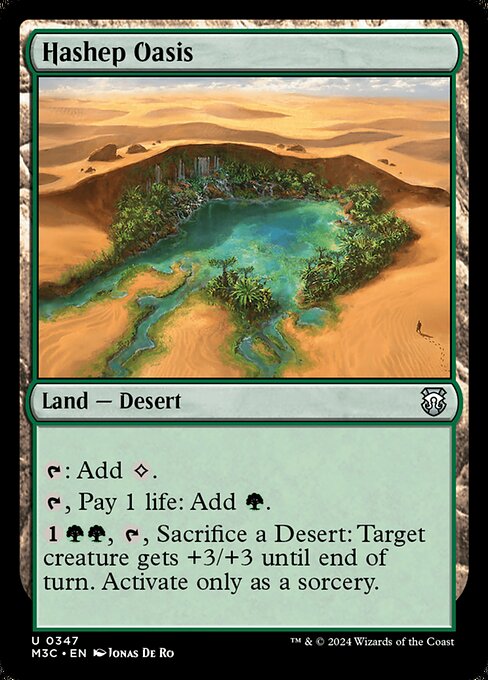 Hashep Oasis
Land — Desert
: Add .
, Pay 1 life: Add .
1, , Sacrifice a Desert: Target
creature gets +3/+3 until end of
turn. Activate only as a sorcery.
U 0347
M3C • EN Jonas De Ro
™ & © 2024 Wizards of the Coast